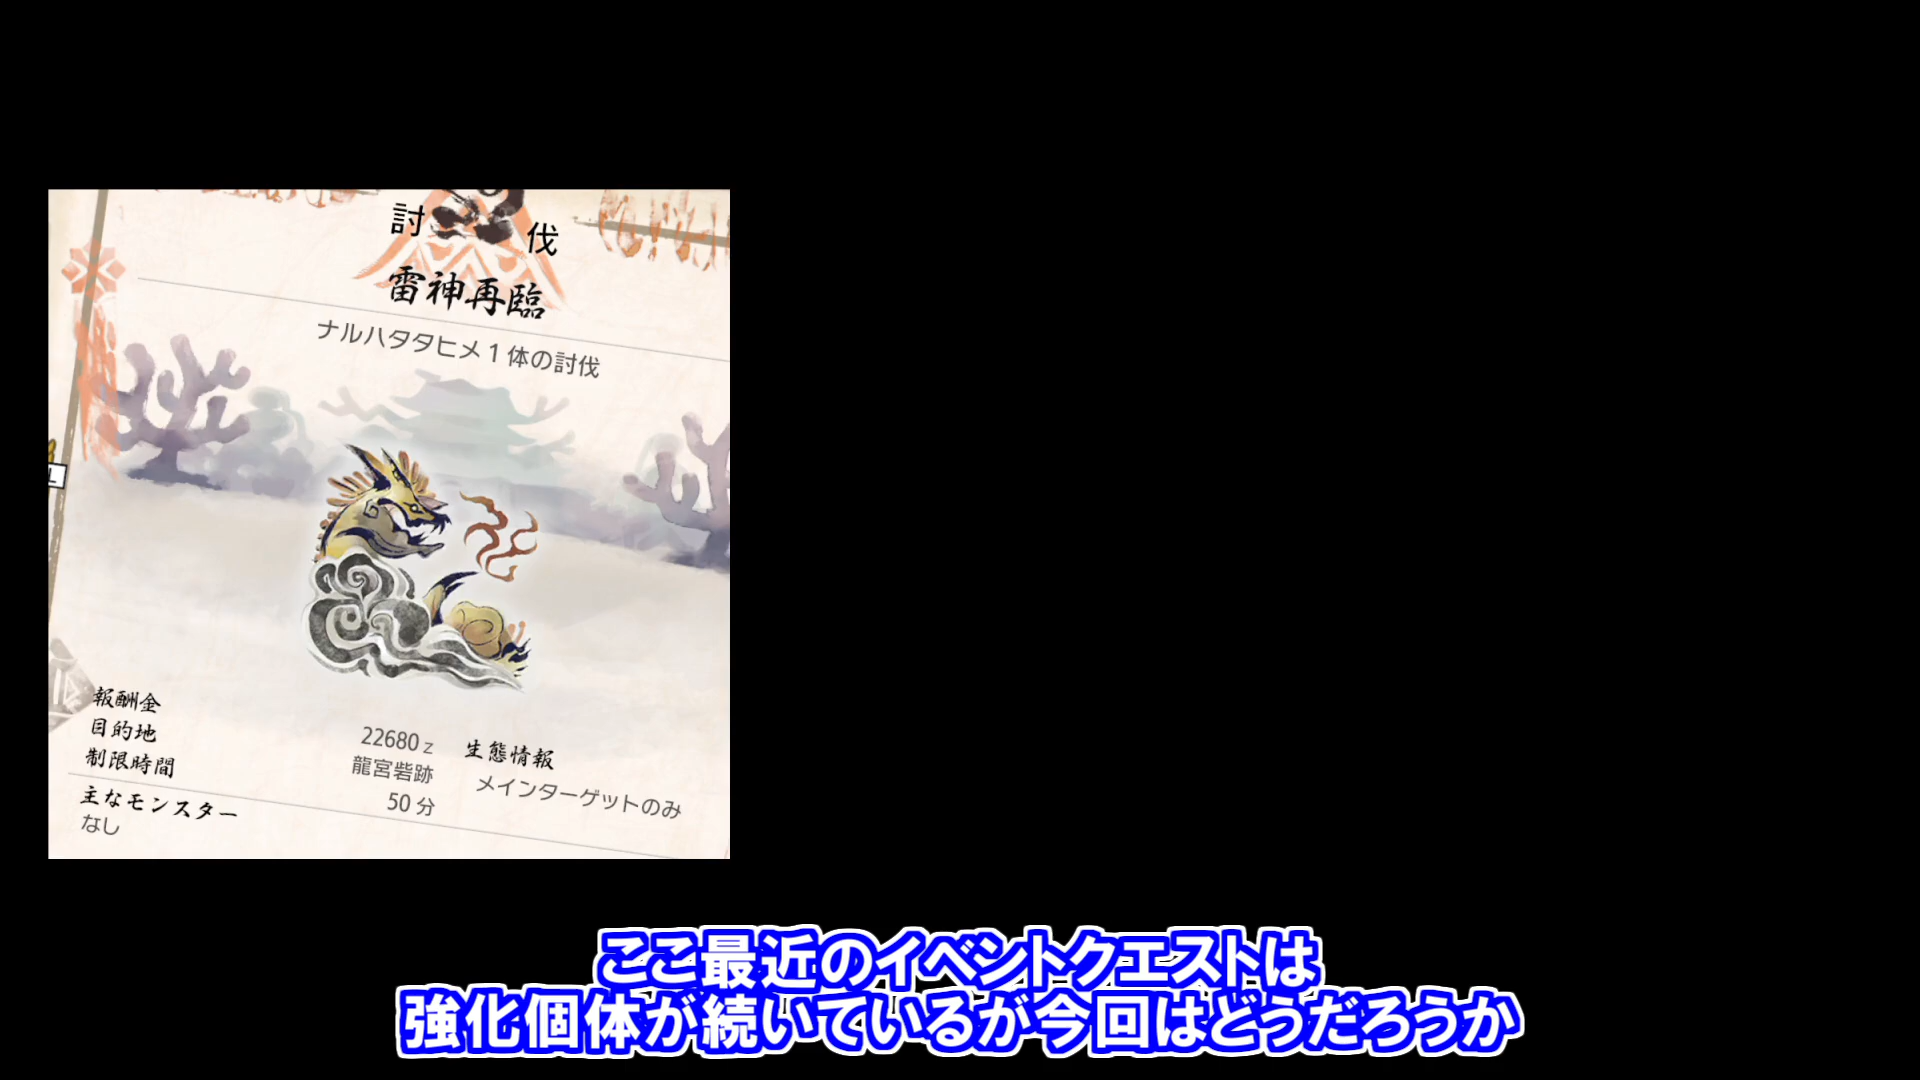 討伐
雷神再臨
ナルハタタヒメ1体の討伐
報酬金 22680z
目的地 龍宮砦跡
制限時間 50分
生態情報
メインターゲットのみ
主なモンスター
なし
ここ最近のイベントクエストは
強化個体が続いているが今回はどうだろうか